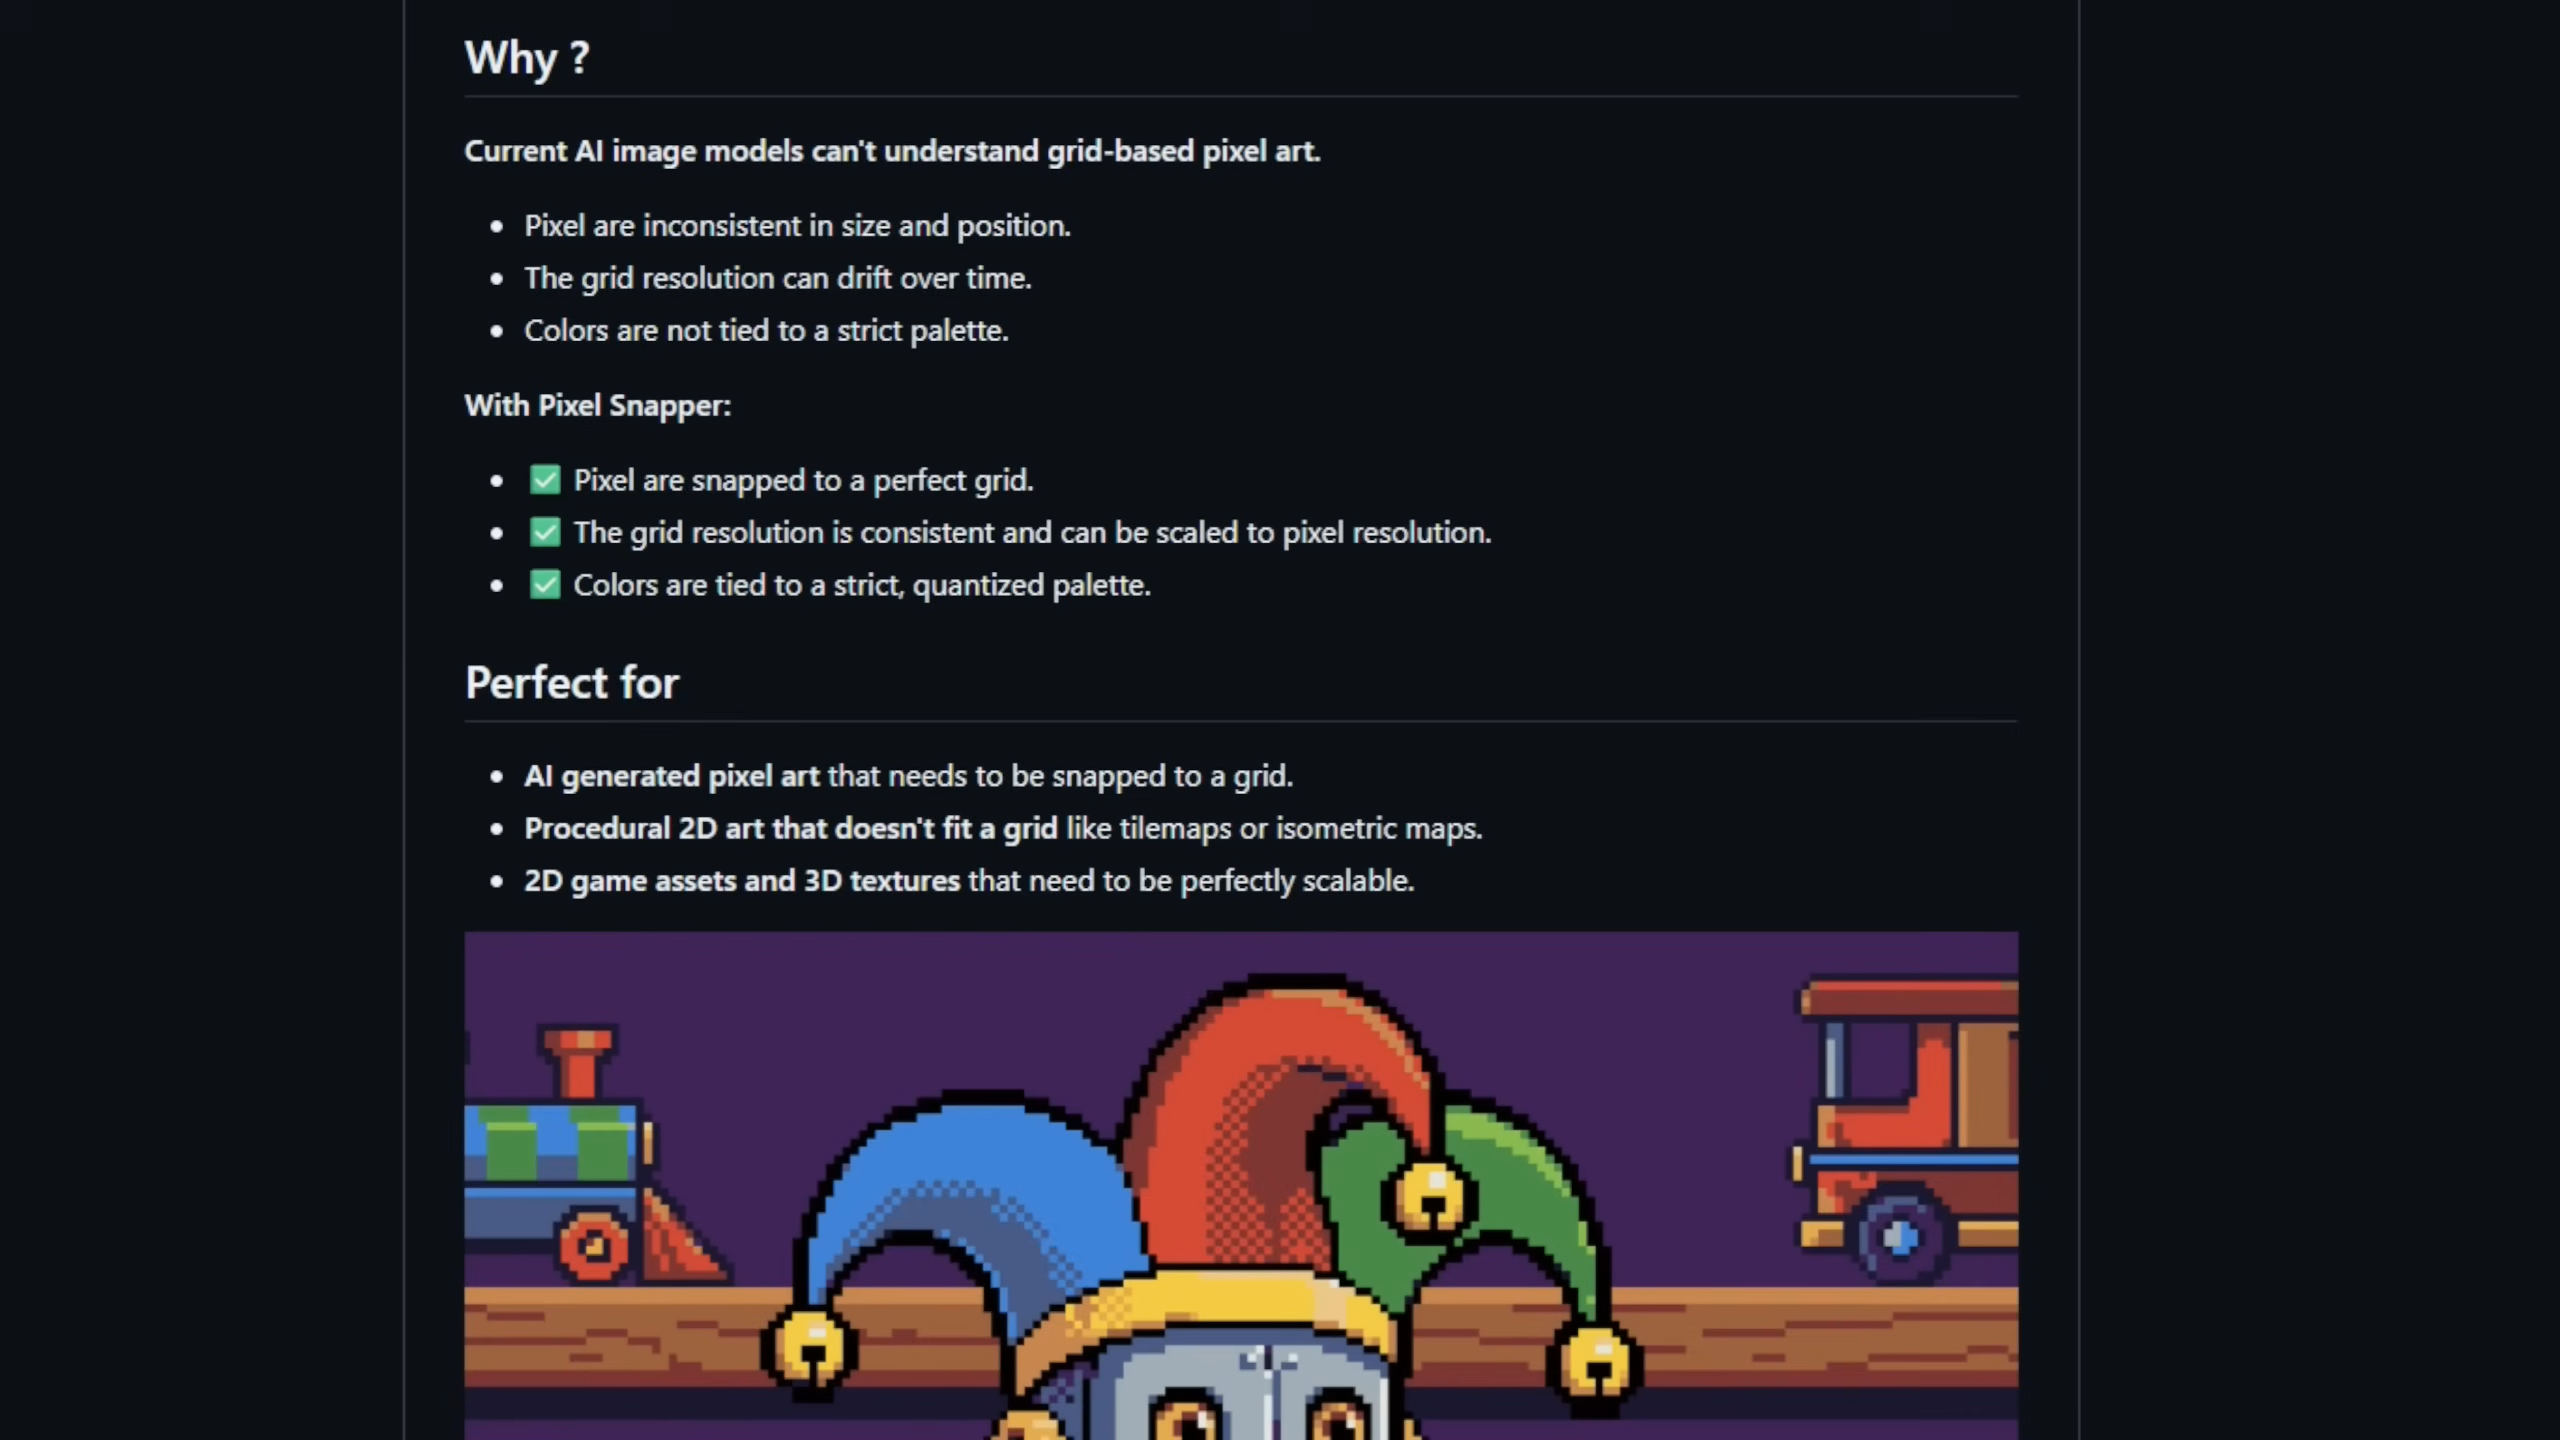 Why ?
Current AI image models can't understand grid-based pixel art.
Pixel are inconsistent in size and position.
The grid resolution can drift over time.
Colors are not tied to a strict palette.
With Pixel Snapper:
✅ Pixel are snapped to a perfect grid.
✅ The grid resolution is consistent and can be scaled to pixel resolution.
✅ Colors are tied to a strict, quantized palette.
Perfect for
AI generated pixel art that needs to be snapped to a grid.
Procedural 2D art that doesn't fit a grid like tilemaps or isometric maps.
2D game assets and 3D textures that need to be perfectly scalable.